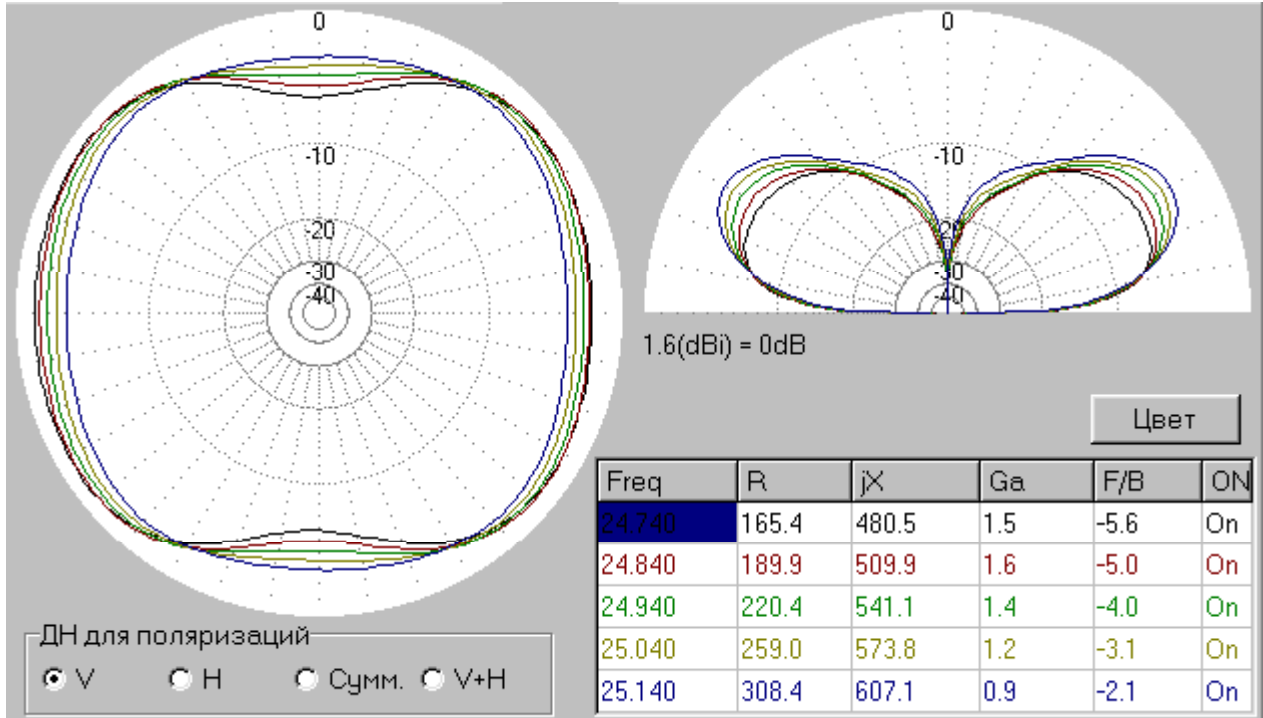 0
-10
-20
-30
-40
0
-10
-20
-30
-40
1.6(dBi) = 0dB
Цвет
Freq R jX Ga F/B ON
24.740 165.4 480.5 1.5 -5.6 On
24.840 189.9 509.9 1.6 -5.0 On
24.940 220.4 541.1 1.4 -4.0 On
25.040 259.0 573.8 1.2 -3.1 On
25.140 308.4 607.1 0.9 -2.1 On
ДН для поляризаций
V H Сумм. V+H